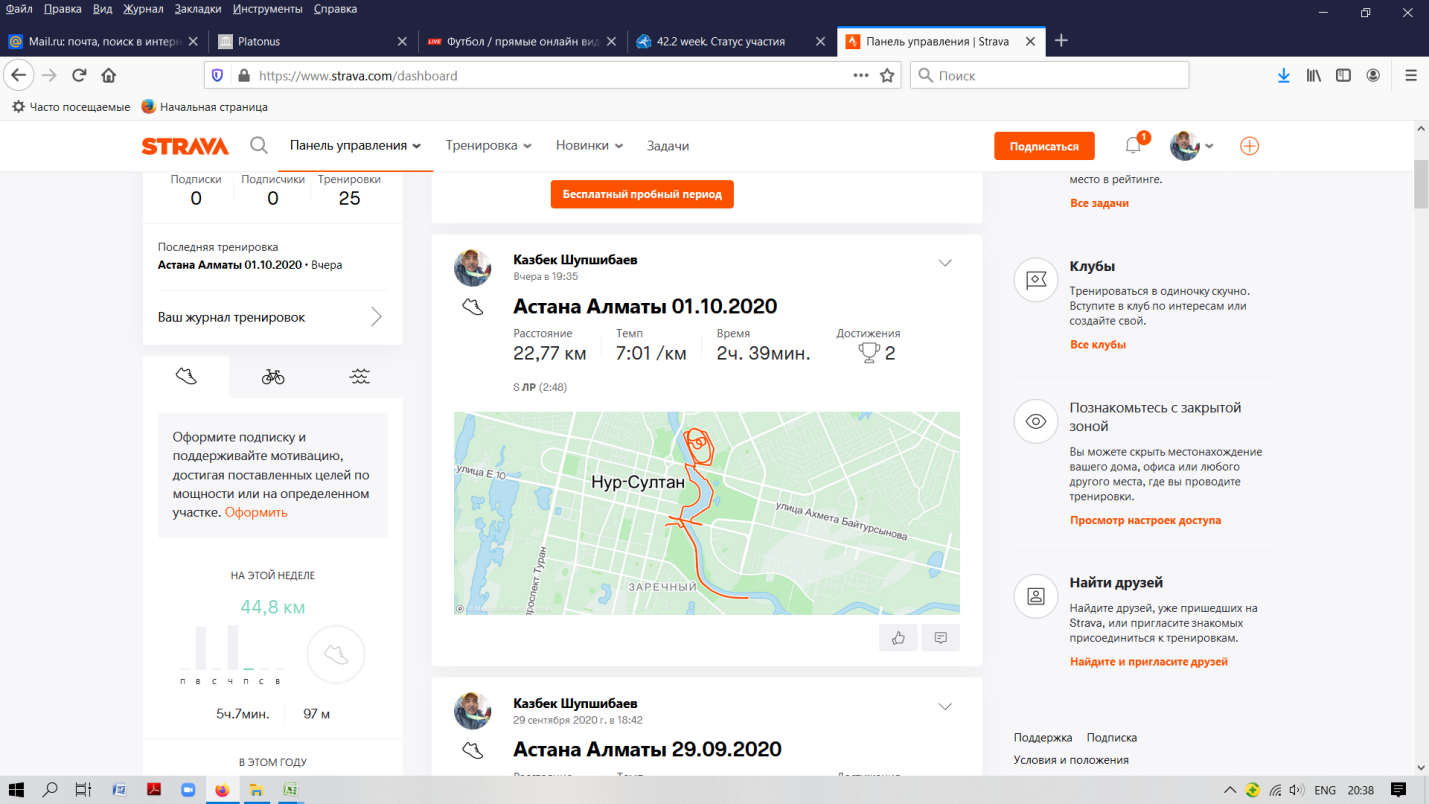 Файл Правка Вид Журнал Закладки Инструменты Справка
Mail.ru: почта, поиск в интерн
Platonus
LIVE Футбол / прямые онлайн вид
42.2 week. Статус участия
Панель управления | Strava
https://www.strava.com/dashboard
Поиск
Часто посещаемые Начальная страница
STRAVA Панель управления Тренировка Новинки Задачи Подписаться 1
Подписки Подписчики Тренировки
0 0 25
Последняя тренировка
Астана Алматы 01.10.2020 • Вчера
Ваш журнал тренировок
Оформите подписку и
поддерживайте мотивацию,
достигая поставленных целей по
мощности или на определенном
участке. Оформить
НА ЭТОЙ НЕДЕЛЕ
44,8 км
П В С Ч П С В
5ч.7мин. 97 м
В ЭТОМ ГОДУ
Бесплатный пробный период
Казбек Шупшибаев
Вчера в 19:35
Астана Алматы 01.10.2020
Расстояние Темп Время Достижения
22,77 км 7:01 /км 2ч. 39мин. 2
S ЛР (2:48)
улица Е 10
Нур-Султан
улица Ахмета Байтурсынова
проспект Туран
ЗАРЕЧНЫЙ
Казбек Шупшибаев
29 сентября 2020 г. в 18:42
Астана Алматы 29.09.2020
Расстояние Темп Достижения
место в рейтинге.
Все задачи
Клубы
Тренироваться в одиночку скучно.
Вступите в клуб по интересам или
создайте свой.
Все клубы
Познакомьтесь с закрытой
зоной
Вы можете скрыть местонахождение
вашего дома, офиса или любого
другого места, где вы проводите
тренировки.
Просмотр настроек доступа
Найти друзей
Найдите друзей, уже пришедших на
Strava, или пригласите знакомых
присоединиться к тренировкам.
Найдите и пригласите друзей
Поддержка Подписка
Условия и положения
ENG 20:38